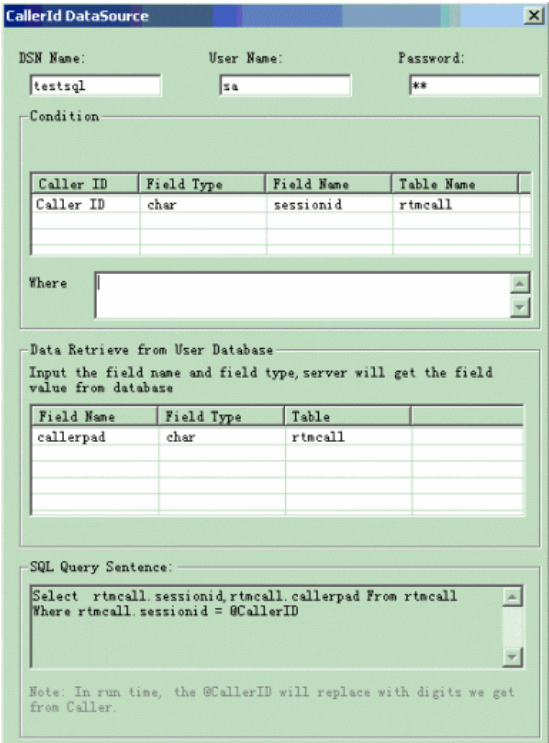 CallerId DataSource
DSN Name: User Name: Password:
testsql sa **
Condition
Caller ID Field Type Field Name Table Name
Caller ID char sessionid rtmcall
Where
Data Retrieve from User Database
Input the field name and field type, server will get the field
value from database
Field Name Field Type Table
callerpad char rtmcall
SQL Query Sentence:
Select rtmcall.sessionid,rtmcall.callerpad From rtmcall
Where rtmcall.sessionid = @CallerID
Note: In run time, the @CallerID will replace with digits we get
from Caller.